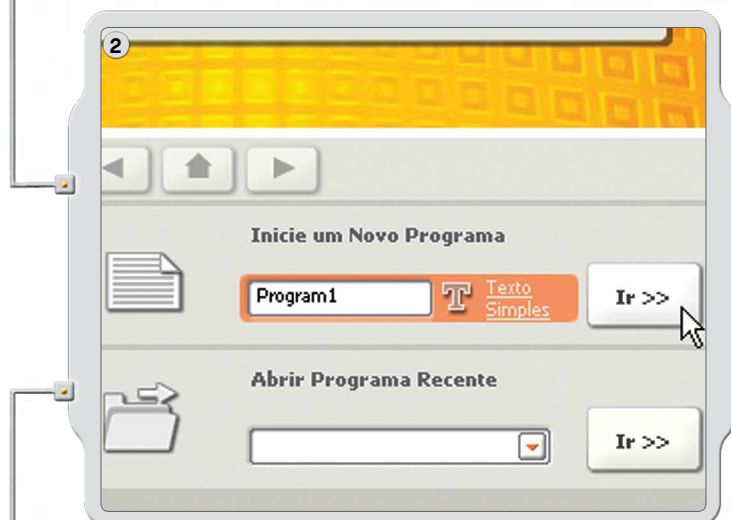 2
Inicie um Novo Programa
Program1
T Texto
Simples
Ir >>
Abrir Programa Recente
Ir >>